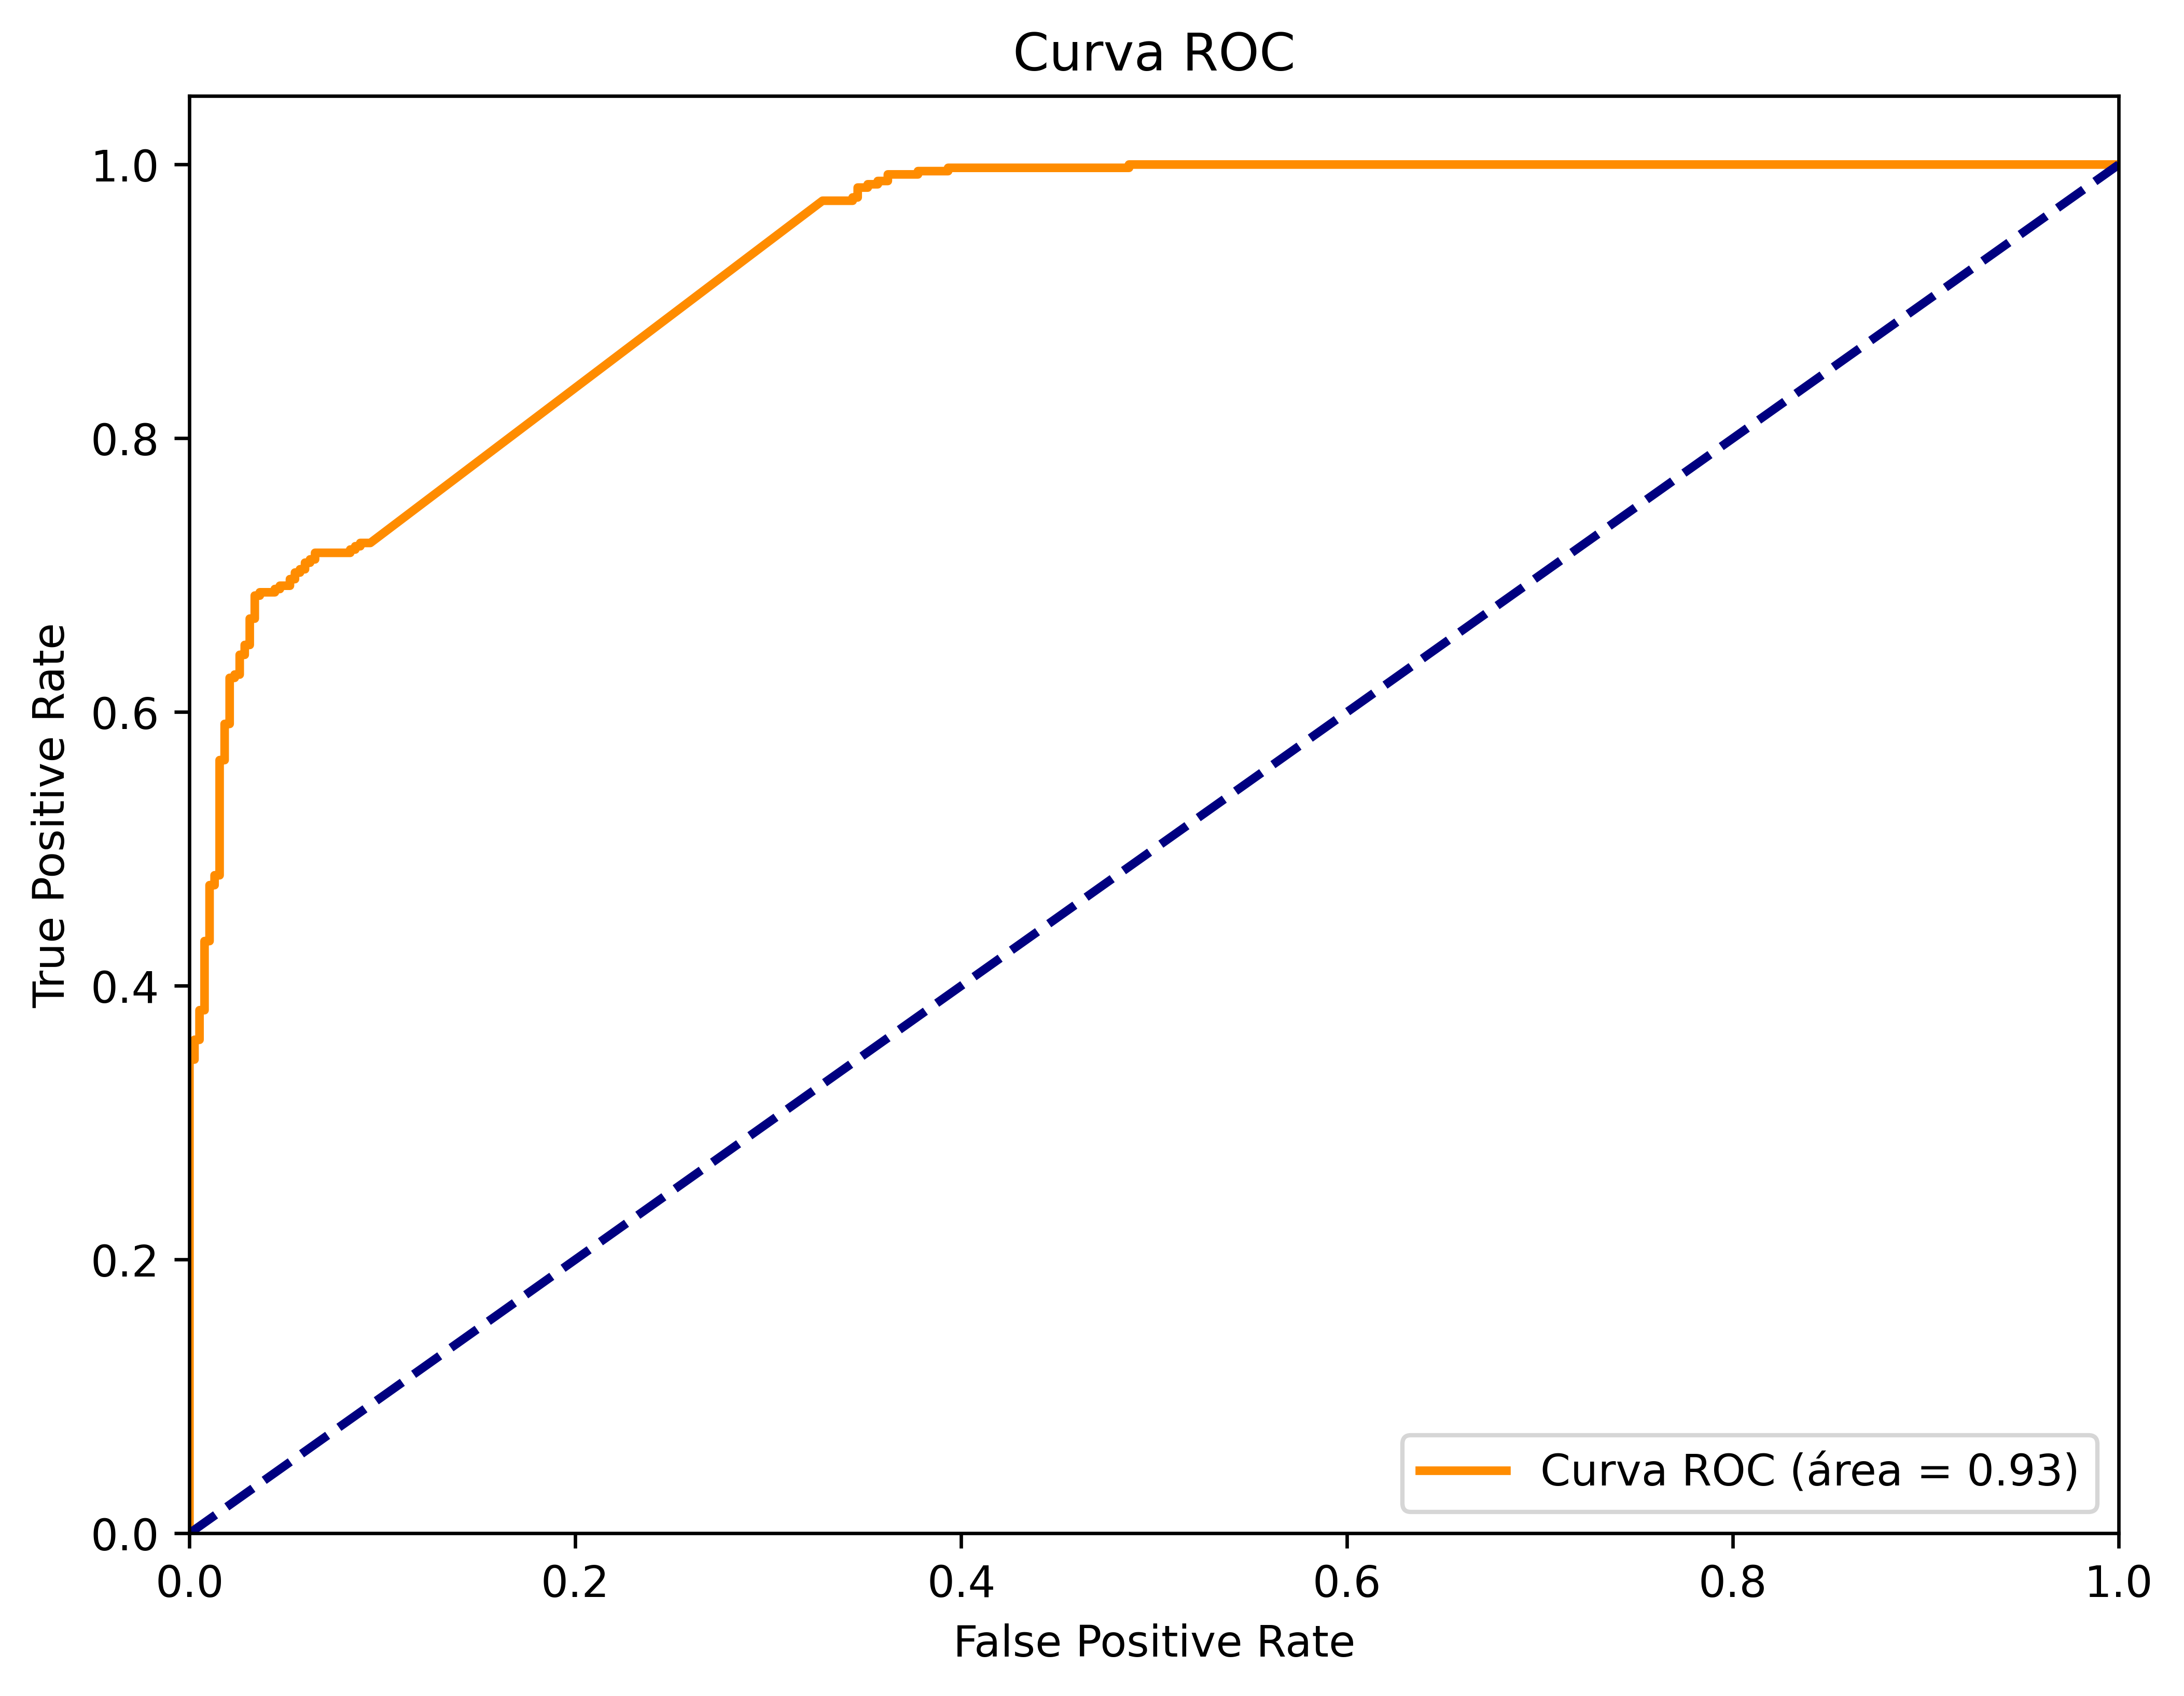 Curva ROC
1.0
0.8
0.6
0.4
0.2
0.0
True Positive Rate
0.0 0.2 0.4 0.6 0.8 1.0
False Positive Rate
Curva ROC (área = 0.93)